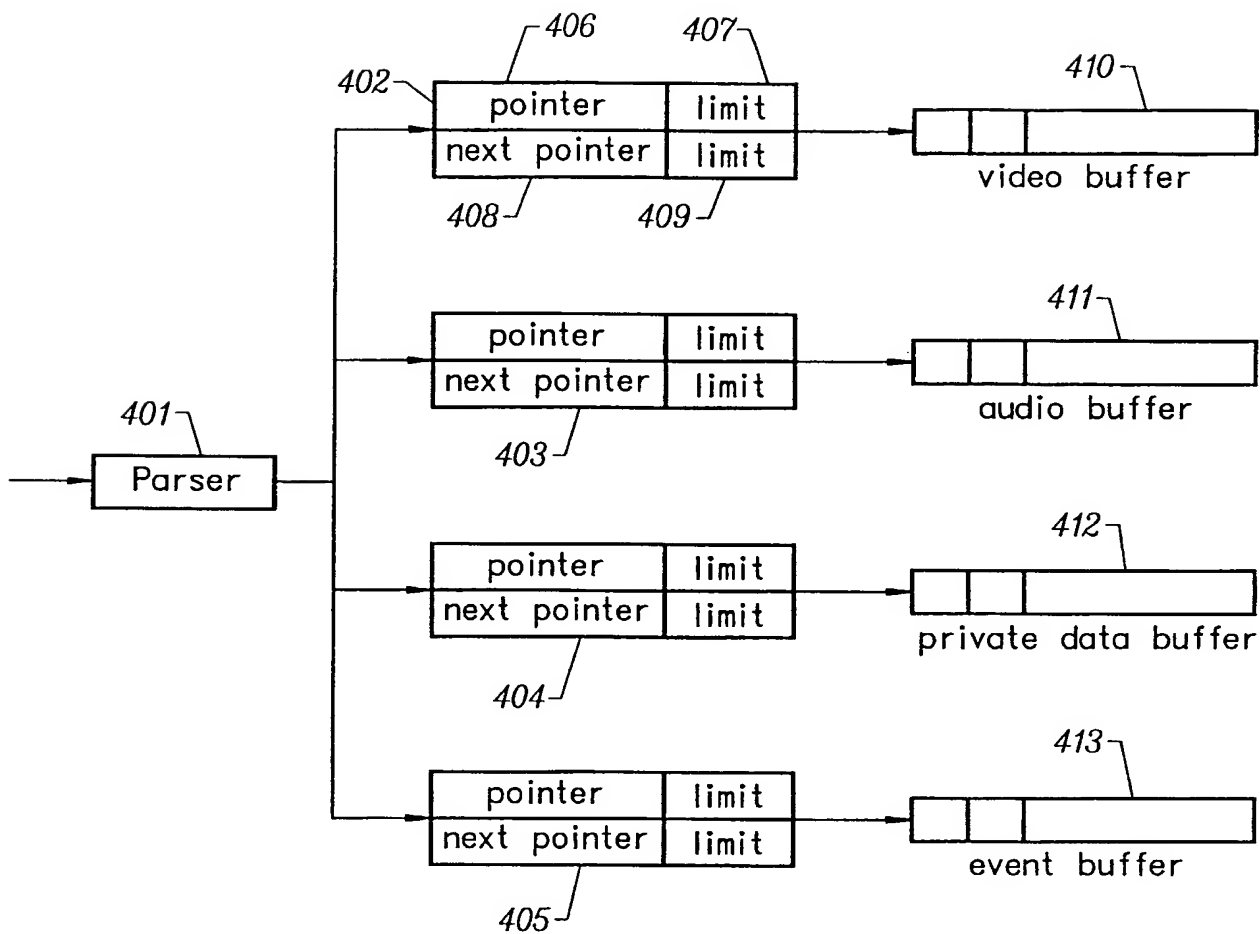 406
407
402
pointer
limit
next pointer
limit
408
409
410
video buffer
pointer
limit
next pointer
limit
403
411
audio buffer
401
Parser
pointer
limit
next pointer
limit
404
412
private data buffer
pointer
limit
next pointer
limit
405
413
event buffer